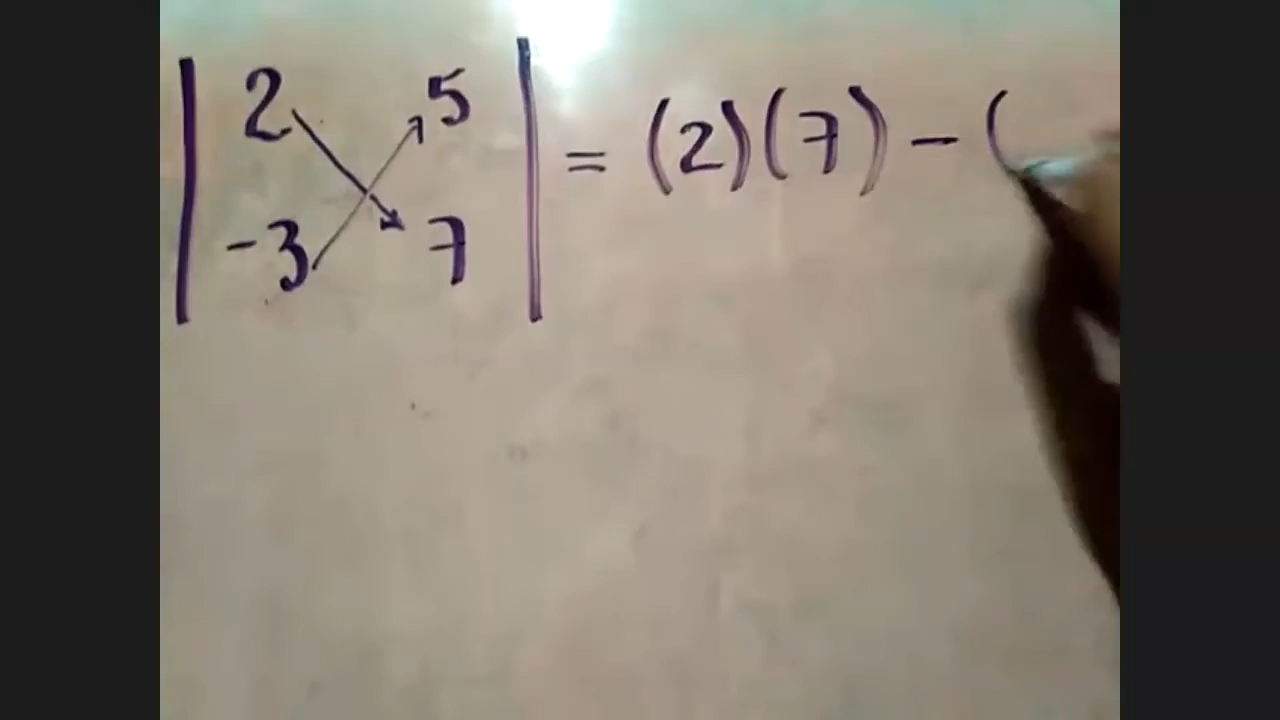 | 2 5 | = (2)(7) - (
| -3 7 |